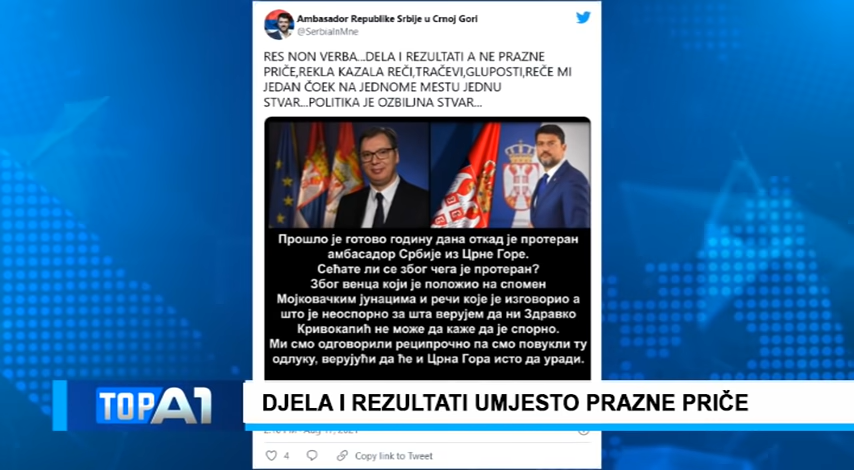 Ambasador Republike Srbije u Crnoj Gori
@SerbiaInMne
RES NON VERBA...DELA I REZULTATI A NE PRAZNE
PRIČE,REKLA KAZALA REČI,TRAČEVI,GLUPOSTI,REČE MI
JEDAN ČOEK NA JEDNOME MESTU JEDNU
STVAR...POLITIKA JE OZBILJNA STVAR...
Прошло је готово годину дана откад је протеран
амбасадор Србије из Црне Горе.
Сећате ли се због чега је протеран?
Због венца који је положио на спомен
Мојковачким јунацима и речи које је изговорио а
што је неоспорно за шта верујем да ни Здравко
Кривокапић не може да каже да је спорно.
Ми смо одговорили реципрочно па смо повукли ту
одлуку, верујући да ће и Црна Гора исто да уради.
TOP A1
DJELA I REZULTATI UMJESTO PRAZNE PRIČE
4
Copy link to Tweet